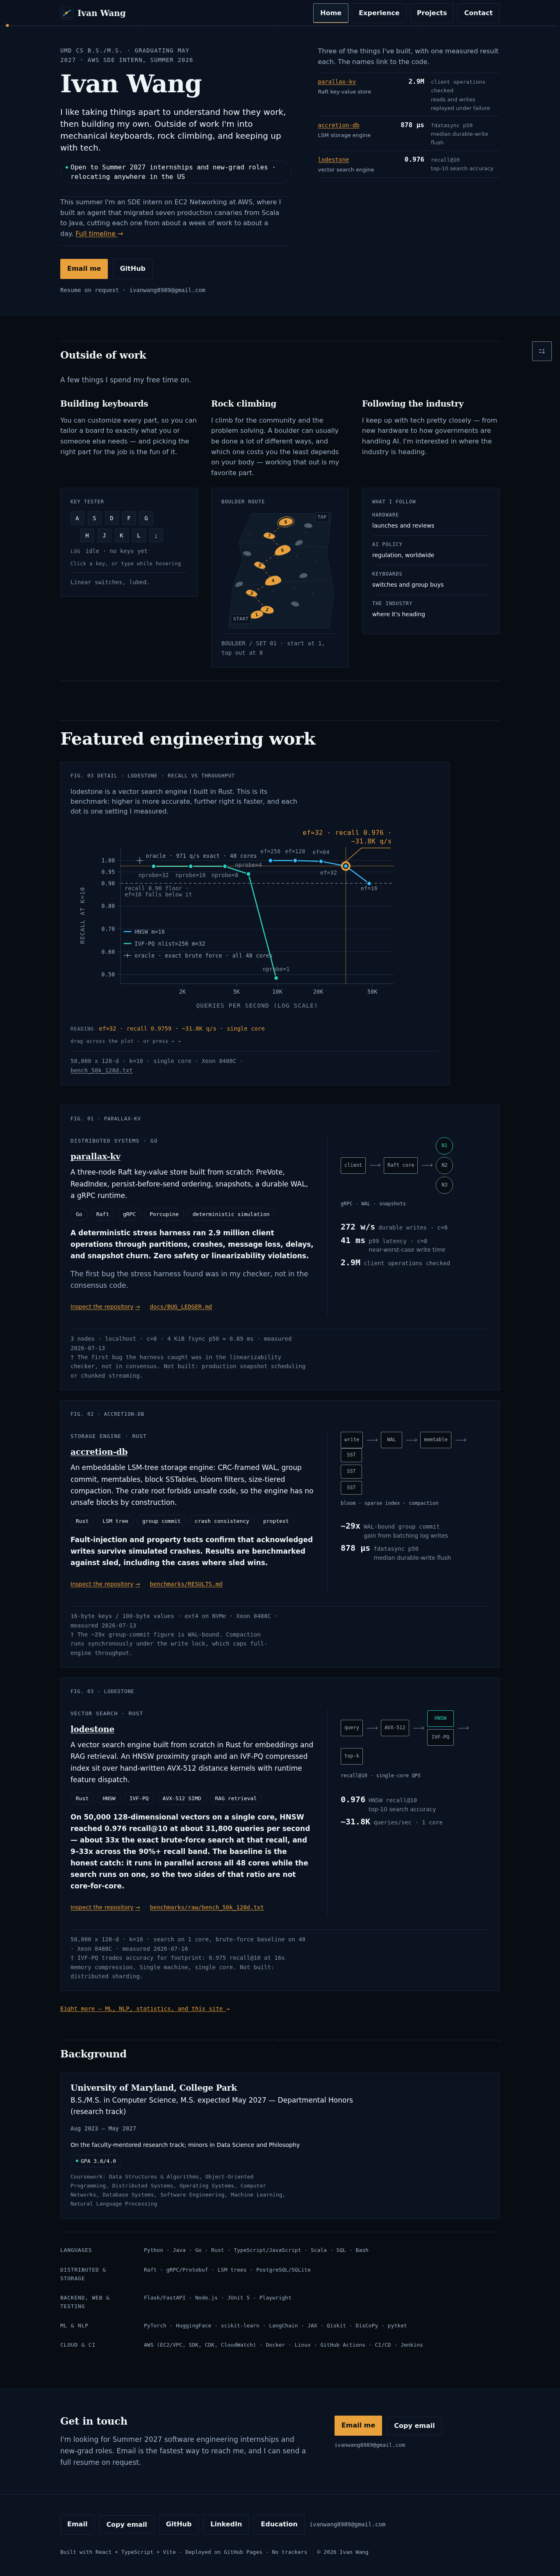 Ivan Wang
Home
Experience
Projects
Contact
UMD CS B.S./M.S. · GRADUATING MAY
2027 · AWS SDE INTERN, SUMMER 2026
Ivan Wang
I like taking things apart to understand how they work,
then building my own. Outside of work I'm into
mechanical keyboards, rock climbing, and keeping up
with tech.
Open to Summer 2027 internships and new-grad roles ·
relocating anywhere in the US
This summer I'm an SDE intern on EC2 Networking at AWS, where I
built an agent that migrated seven production canaries from Scala
to Java, cutting each one from about a week of work to about a
day. Full timeline →
Email me
GitHub
Resume on request · ivanwang8989@gmail.com
Three of the things I've built, with one measured result
each. The names link to the code.
parallax-kv
Raft key-value store
2.9M
client operations
checked
reads and writes
replayed under failure
accretion-db
LSM storage engine
878 µs
fdatasync p50
median durable-write
flush
lodestone
vector search engine
0.976
recall@10
top-10 search accuracy
Outside of work
A few things I spend my free time on.
Building keyboards
You can customize every part, so you can
tailor a board to exactly what you or
someone else wants — and picking the
right part for the job is the fun of it.
Rock climbing
I climb for the community and the
problem solving. A boulder can usually
be done a lot of different ways, and
which one costs you the least depends
on your body — working that out is my
favorite part.
Following the industry
I keep up with tech pretty closely — from
new hardware to how governments are
handling AI. I'm interested in where the
industry is heading.
KEY TESTER
A S D F G
H J K L ;
LOG idle · no keys yet
Click a key, or type while hovering
Linear switches, lubed.
BOULDER ROUTE
TOP
8
7
6
5
4
3
2
1
START
BOULDER / SET 01 · start at 1,
top out at 8
WHAT I FOLLOW
HARDWARE
launches and reviews
AI POLICY
regulation, worldwide
KEYBOARDS
switches and group buys
THE INDUSTRY
where it's heading
Featured engineering work
FIG. 03 DETAIL · LODESTONE · RECALL VS THROUGHPUT
lodestone is a vector search engine I built in Rust. This is its
benchmark: higher is more accurate, further right is faster, and each
dot is one setting I measured.
ef=32 · recall 0.976 ·
~31.8K q/s
oracle · 971 q/s exact · 48 cores
ef=256 ef=128 ef=64
nprobe=4
nprobe=32 nprobe=16 nprobe=8
ef=32
ef=16
recall 0.90 floor ·
ef=16 falls below it
1.00
0.95
0.90
0.80
0.70
0.60
0.50
RECALL AT K=10
HNSW m=16
IVF-PQ nlist=256 m=32
oracle · exact brute force · all 48 cores
nprobe=1
2K 5K 10K 20K 50K
QUERIES PER SECOND (LOG SCALE)
READING ef=32 · recall 0.9759 · ~31.8K q/s · single core
drag across the plot · or press ← →
50,000 x 128-d · k=10 · single core · Xeon 8488C ·
bench_50k_128d.txt
FIG. 01 · PARALLAX-KV
DISTRIBUTED SYSTEMS · GO
parallax-kv
A three-node Raft key-value store built from scratch: PreVote,
ReadIndex, persist-before-send ordering, snapshots, a durable WAL,
a gRPC runtime.
Go Raft gRPC Porcupine deterministic simulation
A deterministic stress harness ran 2.9 million client
operations through partitions, crashes, message loss, delays,
and snapshot churn. Zero safety or linearizability violations.
The first bug the stress harness found was in my checker, not in the
consensus code.
Inspect the repository → docs/BUG_LEDGER.md
client
Raft core
N1
N2
N3
gRPC · WAL · snapshots
272 w/s durable writes · c=8
41 ms p99 latency · c=8
near-worst-case write time
2.9M client operations checked
3 nodes · localhost · c=8 · 4 KiB fsync p50 ≈ 0.89 ms · measured
2026-07-13
† The first bug the harness caught was in the linearizability
checker, not in consensus. Not built: production snapshot scheduling
or chunked streaming.
FIG. 02 · ACCRETION-DB
STORAGE ENGINE · RUST
accretion-db
An embeddable LSM-tree storage engine: CRC-framed WAL, group
commit, memtables, block SSTables, bloom filters, size-tiered
compaction. The crate root forbids unsafe code, so the engine has no
unsafe blocks by construction.
Rust LSM tree group commit crash consistency proptest
Fault-injection and property tests confirm that acknowledged
writes survive simulated crashes. Results are benchmarked
against sled, including the cases where sled wins.
Inspect the repository → benchmarks/RESULTS.md
write
WAL
memtable
SST
SST
SST
bloom · sparse index · compaction
~29x WAL-bound group commit
gain from batching log writes
878 µs fdatasync p50
median durable-write flush
16-byte keys / 100-byte values · ext4 on NVMe · Xeon 8488C ·
measured 2026-07-13
† The ~29x group-commit figure is WAL-bound. Compaction
runs synchronously under the write lock, which caps full-
engine throughput.
FIG. 03 · LODESTONE
VECTOR SEARCH · RUST
lodestone
A vector search engine built from scratch in Rust for embeddings and
RAG retrieval. An HNSW proximity graph and an IVF-PQ compressed
index sit over hand-written AVX-512 distance kernels with runtime
feature dispatch.
Rust HNSW IVF-PQ AVX-512 SIMD RAG retrieval
On 50,000 128-dimensional vectors on a single core, HNSW
reached 0.976 recall@10 at about 31,800 queries per second
— about 33x the exact brute-force search at that recall, and
9–33x across the 90%+ recall band. The baseline is the
honest catch: it runs in parallel across all 48 cores while the
search runs on one, so the two sides of that ratio are not
core-for-core.
Inspect the repository → benchmarks/raw/bench_50k_128d.txt
query
AVX-512
HNSW
IVF-PQ
top-k
recall@10 · single-core QPS
0.976 HNSW recall@10
top-10 search accuracy
~31.8K queries/sec · 1 core
50,000 x 128-d · k=10 · search on 1 core, brute-force baseline on 48
· Xeon 8488C · measured 2026-07-16
† IVF-PQ trades accuracy for footprint: 0.975 recall@10 at 16x
memory compression. Single machine, single core. Not built:
distributed sharding.
Eight more — ML, NLP, statistics, and this site →
Background
University of Maryland, College Park
B.S./M.S. in Computer Science, M.S. expected May 2027 — Departmental Honors
(research track)
Aug 2023 — May 2027
On the faculty-mentored research track; minors in Data Science and Philosophy
GPA 3.6/4.0
Coursework: Data Structures & Algorithms, Object-Oriented
Programming, Distributed Systems, Operating Systems, Computer
Networks, Database Systems, Software Engineering, Machine Learning,
Natural Language Processing
LANGUAGES
Python · Java · Go · Rust · TypeScript/JavaScript · Scala · SQL · Bash
DISTRIBUTED &
STORAGE
Raft · gRPC/Protobuf · LSM trees · PostgreSQL/SQLite
BACKEND, WEB &
TESTING
Flask/FastAPI · Node.js · JUnit 5 · Playwright
ML & NLP
PyTorch · HuggingFace · scikit-learn · LangChain · JAX · Qiskit · DisCoPy · pytket
CLOUD & CI
AWS (EC2/VPC, SDK, CDK, CloudWatch) · Docker · Linux · GitHub Actions · CI/CD · Jenkins
Get in touch
I'm looking for Summer 2027 software engineering internships and
new-grad roles. Email is the fastest way to reach me, and I can send a
full resume on request.
Email me
Copy email
ivanwang8989@gmail.com
Email
Copy email
GitHub
LinkedIn
Education
ivanwang8989@gmail.com
Built with React + TypeScript + Vite · Deployed on GitHub Pages · No trackers © 2026 Ivan Wang